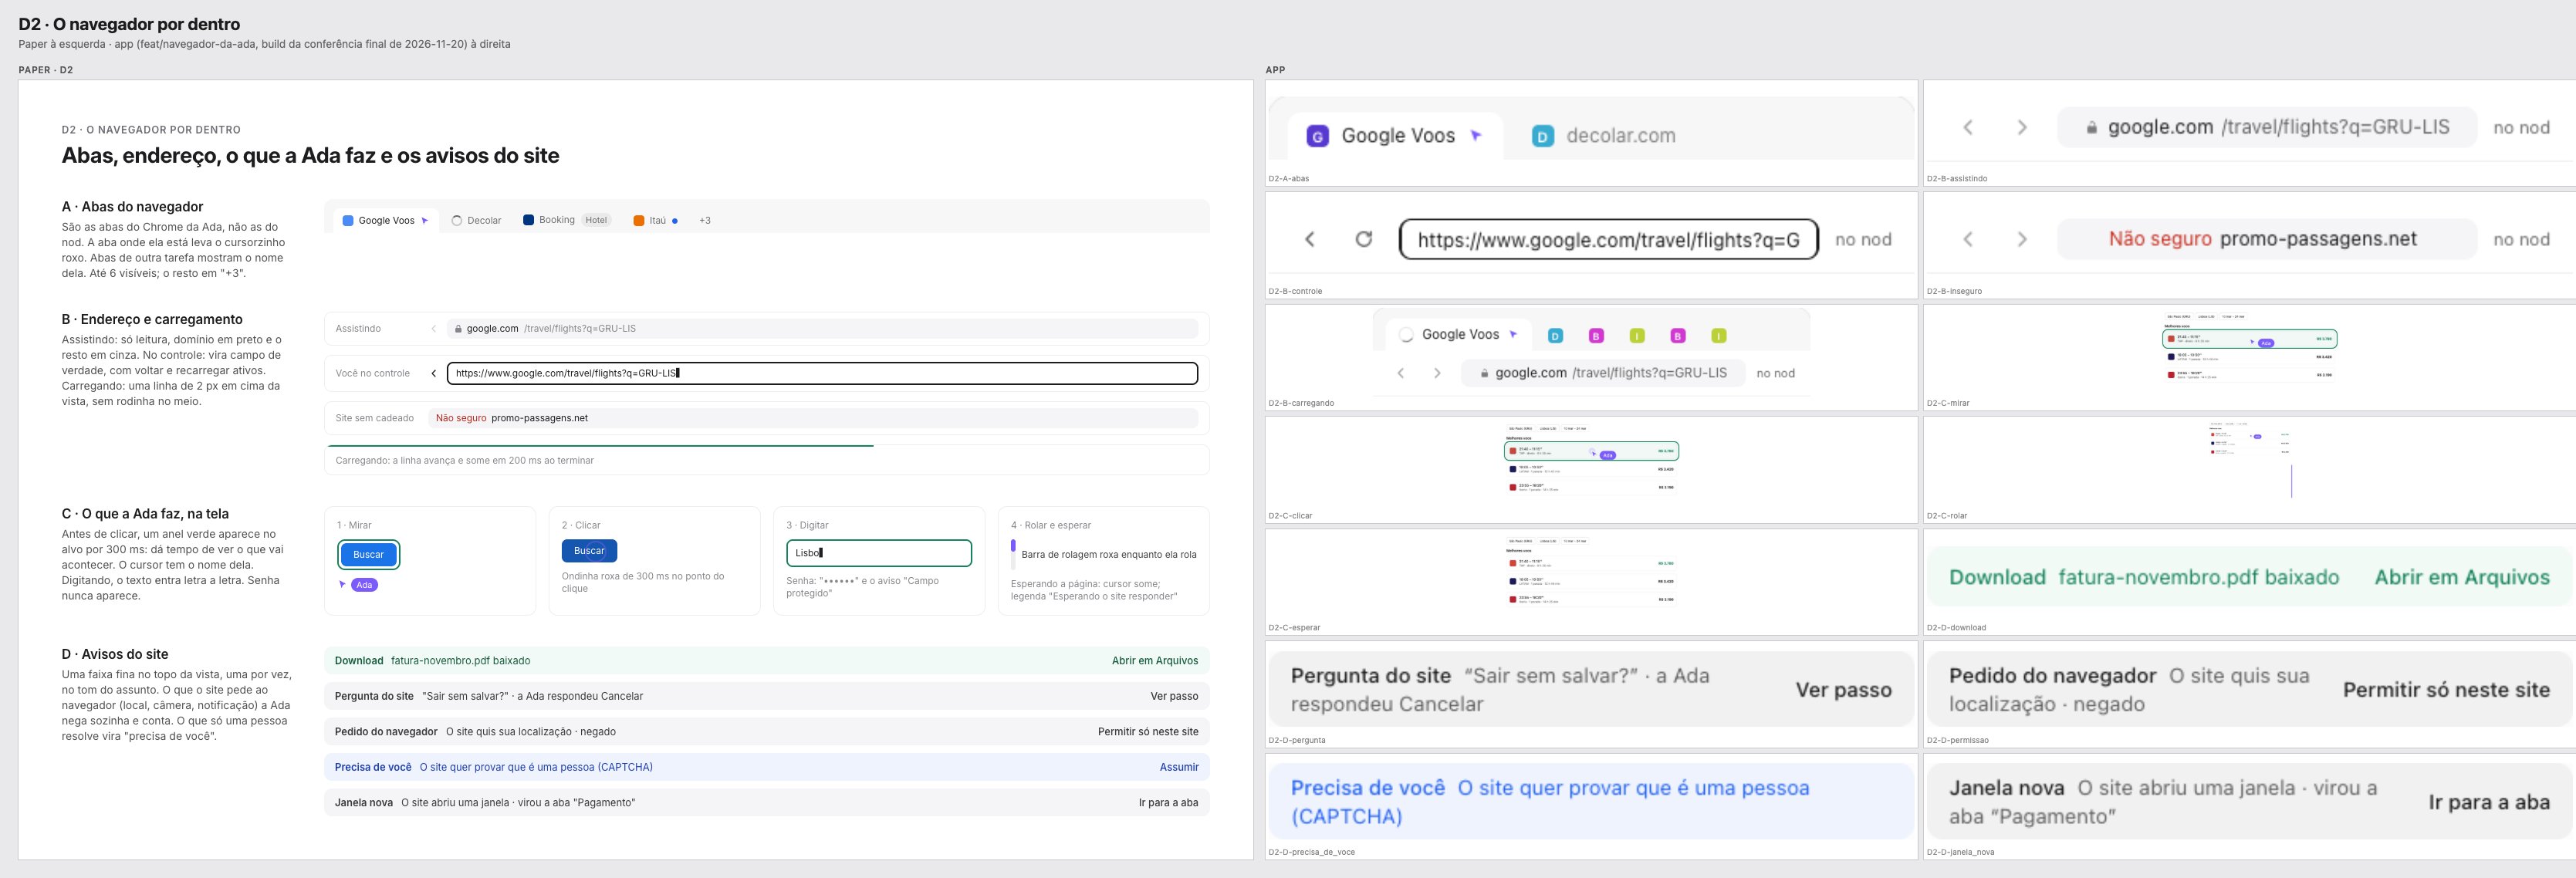 D2 · O navegador por dentro
Paper à esquerda · app (feat/navegador-da-ada, build da conferência final de 2026-11-20) à direita
PAPER · D2
D2 · O NAVEGADOR POR DENTRO
Abas, endereço, o que a Ada faz e os avisos do site
A · Abas do navegador
São as abas do Chrome da Ada, não as do
nod. A aba onde ela está leva o cursorzinho
roxo. Abas de outra tarefa mostram o nome
dela. Até 6 visíveis; o resto em "+3".
Google Voos
Decolar
Booking Hotel
Itaú
+3
B · Endereço e carregamento
Assistindo: só leitura, domínio em preto e o
resto em cinza. No controle: vira campo de
verdade, com voltar e recarregar ativos.
Carregando: uma linha de 2 px em cima da
vista, sem rodinha no meio.
Assistindo google.com /travel/flights?q=GRU-LIS
Você no controle https://www.google.com/travel/flights?q=GRU-LIS
Site sem cadeado Não seguro promo-passagens.net
Carregando: a linha avança e some em 200 ms ao terminar
C · O que a Ada faz, na tela
Antes de clicar, um anel verde aparece no
alvo por 300 ms: dá tempo de ver o que vai
acontecer. O cursor tem o nome dela.
Digitando, o texto entra letra a letra. Senha
nunca aparece.
1 · Mirar
Buscar
Ada
2 · Clicar
Buscar
Ondinha roxa de 300 ms no ponto do
clique
3 · Digitar
Lisbo
Senha: "••••••" e o aviso "Campo
protegido"
4 · Rolar e esperar
Barra de rolagem roxa enquanto ela rola
Esperando a página: cursor some;
legenda "Esperando o site responder"
D · Avisos do site
Uma faixa fina no topo da vista, uma por vez,
no tom do assunto. O que o site pede ao
navegador (local, câmera, notificação) a Ada
nega sozinha e conta. O que só uma pessoa
resolve vira "precisa de você".
Download fatura-novembro.pdf baixado Abrir em Arquivos
Pergunta do site "Sair sem salvar?" · a Ada respondeu Cancelar Ver passo
Pedido do navegador O site quis sua localização · negado Permitir só neste site
Precisa de você O site quer provar que é uma pessoa (CAPTCHA) Assumir
Janela nova O site abriu uma janela · virou a aba "Pagamento" Ir para a aba
APP
G Google Voos
D decolar.com
D2-A-abas
google.com /travel/flights?q=GRU-LIS no nod
D2-B-assistindo
https://www.google.com/travel/flights?q=G no nod
D2-B-controle
Não seguro promo-passagens.net no nod
D2-B-inseguro
Google Voos D B I B I
google.com /travel/flights?q=GRU-LIS no nod
D2-B-carregando
Melhores voos
Ada
D2-C-mirar
Melhores voos
Ada
D2-C-clicar
D2-C-rolar
Melhores voos
D2-C-esperar
Download fatura-novembro.pdf baixado Abrir em Arquivos
D2-D-download
Pergunta do site “Sair sem salvar?” · a Ada
respondeu Cancelar
Ver passo
D2-D-pergunta
Pedido do navegador O site quis sua
localização · negado
Permitir só neste site
D2-D-permissao
Precisa de você O site quer provar que é uma pessoa
(CAPTCHA)
D2-D-precisa_de_voce
Janela nova O site abriu uma janela · virou a
aba “Pagamento”
Ir para a aba
D2-D-janela_nova